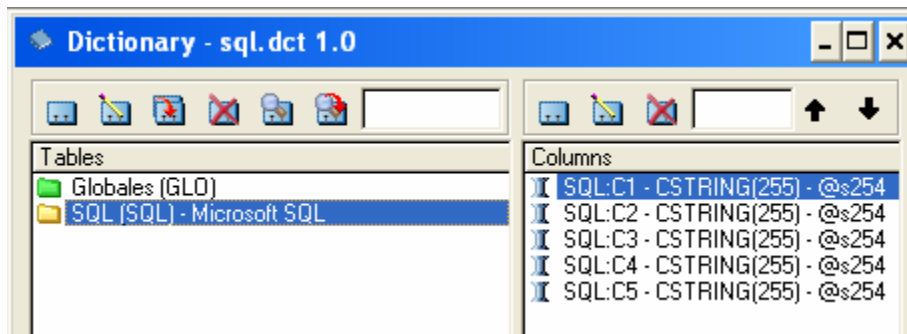 Dictionary - sql.dct 1.0
Tables
Globales (GLO)
SQL (SQL) - Microsoft SQL
Columns
SQL:C1 - CSTRING(255) - @s254
SQL:C2 - CSTRING(255) - @s254
SQL:C3 - CSTRING(255) - @s254
SQL:C4 - CSTRING(255) - @s254
SQL:C5 - CSTRING(255) - @s254